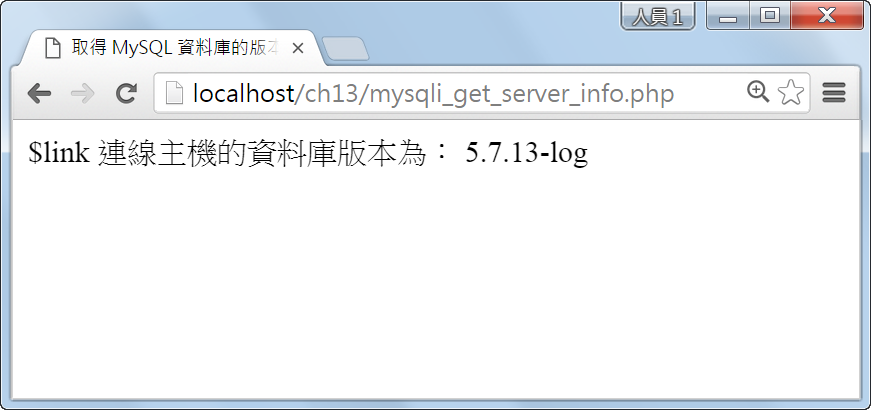 人員 1
取得 MySQL 資料庫的版本
localhost/ch13/mysqli_get_server_info.php
$link 連線主機的資料庫版本為： 5.7.13-log